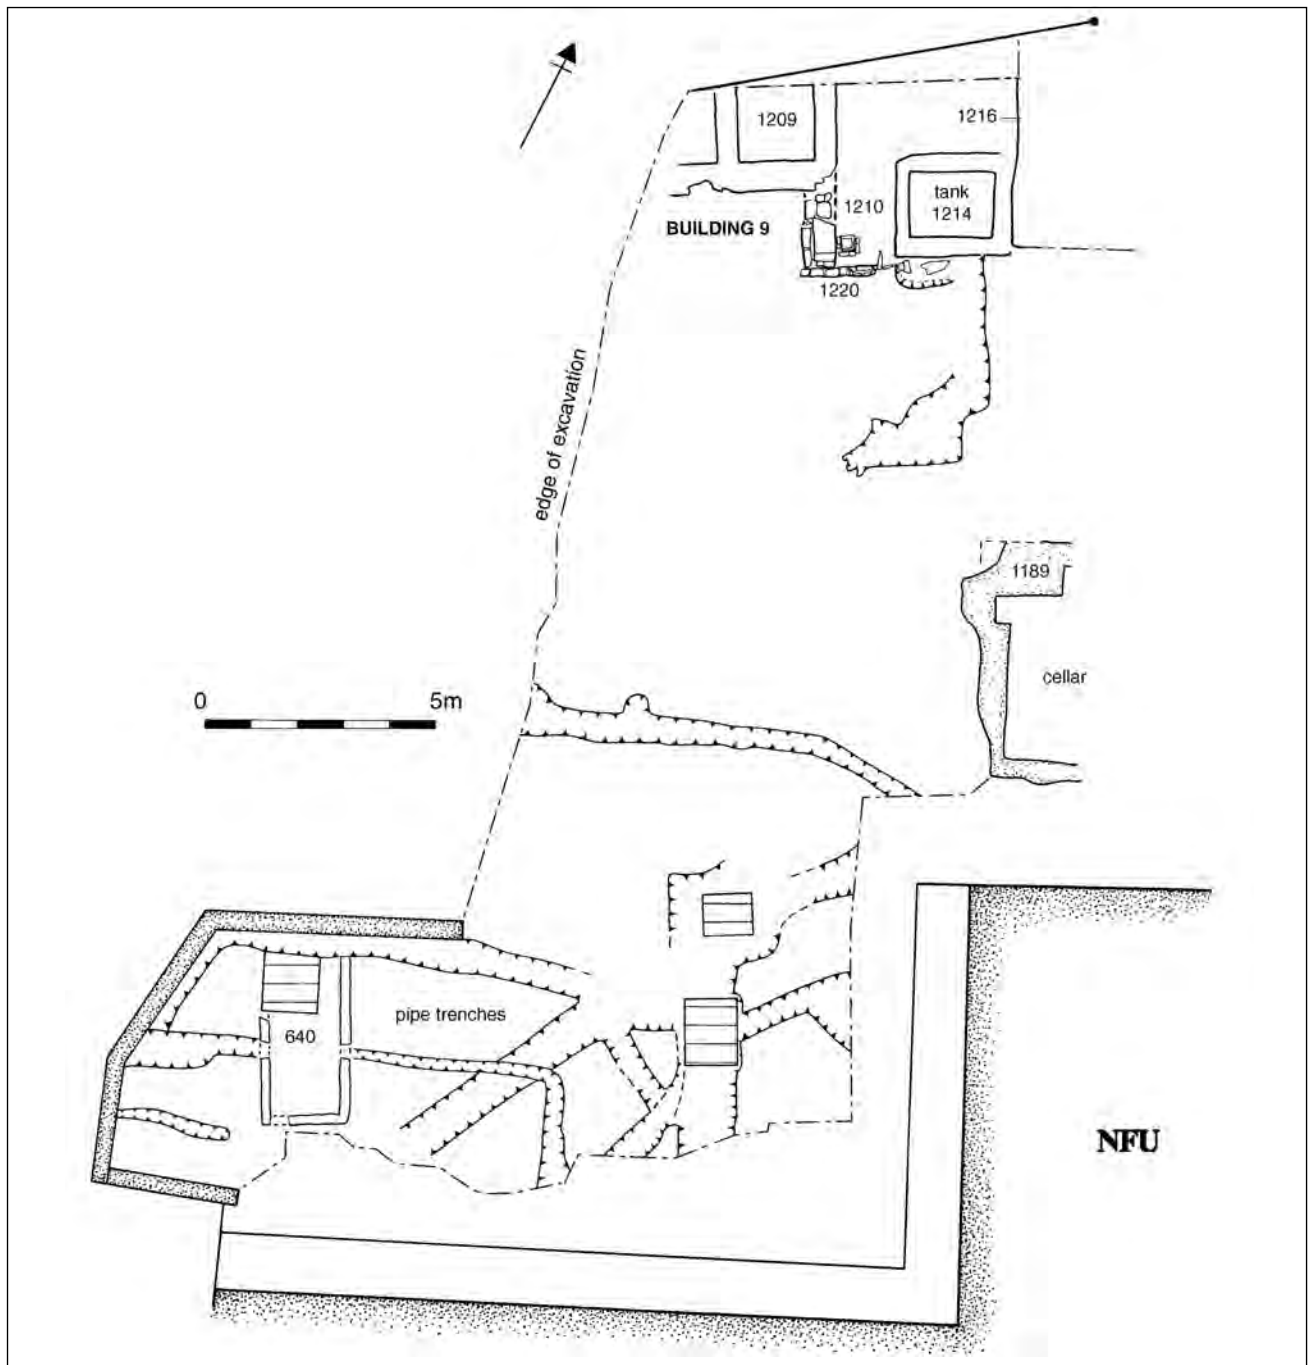 1209
1216
tank
1214
1210
BUILDING 9
1220
edge of excavation
1189
cellar
0 5m
pipe trenches
640
NFU